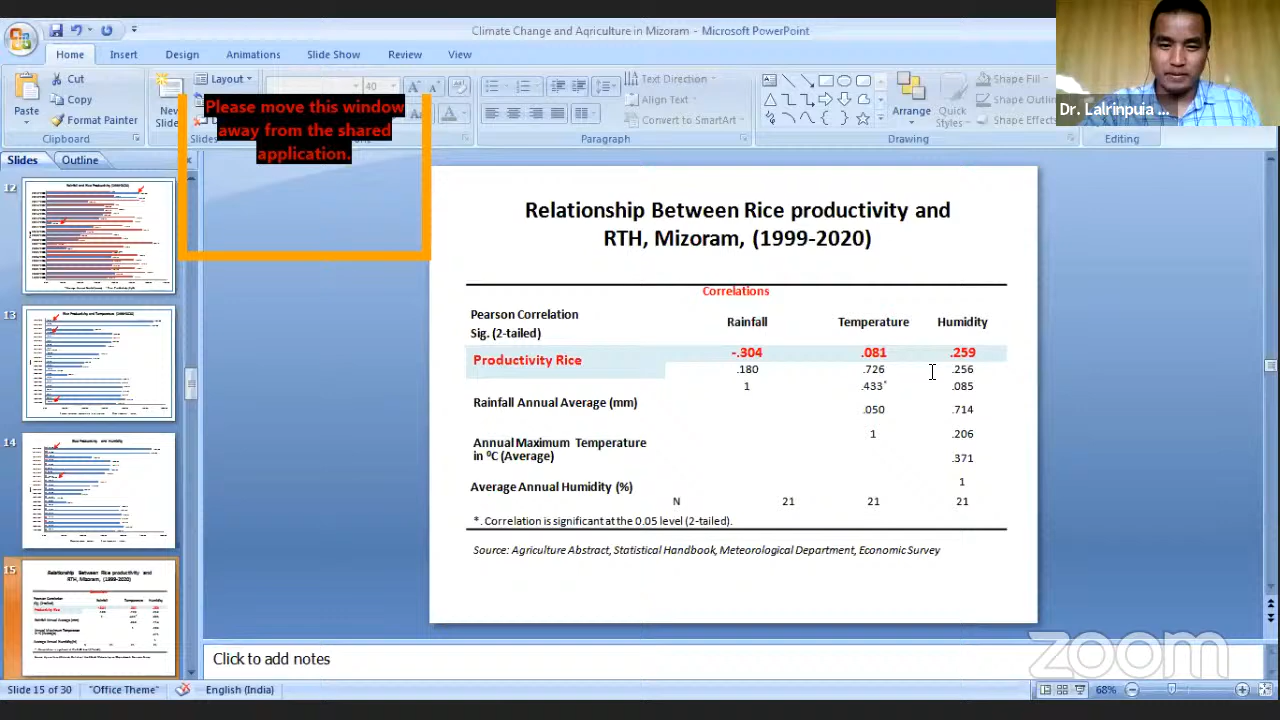 Climate Change and Agriculture in Mizoram - Microsoft PowerPoint
Home Insert Design Animations Slide Show Review View
Cut
Copy
Format Painter
Paste
Clipboard
New
Slides
Layout
40
Text Direction
Align Text
Convert to SmartArt
Paragraph
Arrange
Quick
Styles
Shape Fill
Drawing
Editing
Dr. Lalrinpuia ...
Please move this window
away from the shared
application.
Slides Outline
12
13
14
15
Relationship Between Rice productivity and
RTH, Mizoram, (1999-2020)
Correlations
Pearson Correlation
Sig. (2-tailed)
Rainfall Temperature Humidity
Productivity Rice
-.304 .081 .259
.180 .726 .256
1 .433* .085
Rainfall Annual Average (mm)
.050 .714
1 .206
Annual Maximum Temperature
in ⁰C (Average)
.371
Average Annual Humidity (%)
1
N 21 21 21
*. Correlation is significant at the 0.05 level (2-tailed).
Source: Agriculture Abstract, Statistical Handbook, Meteorological Department, Economic Survey
Click to add notes
zoom
Slide 15 of 30 "Office Theme" English (India) 68%